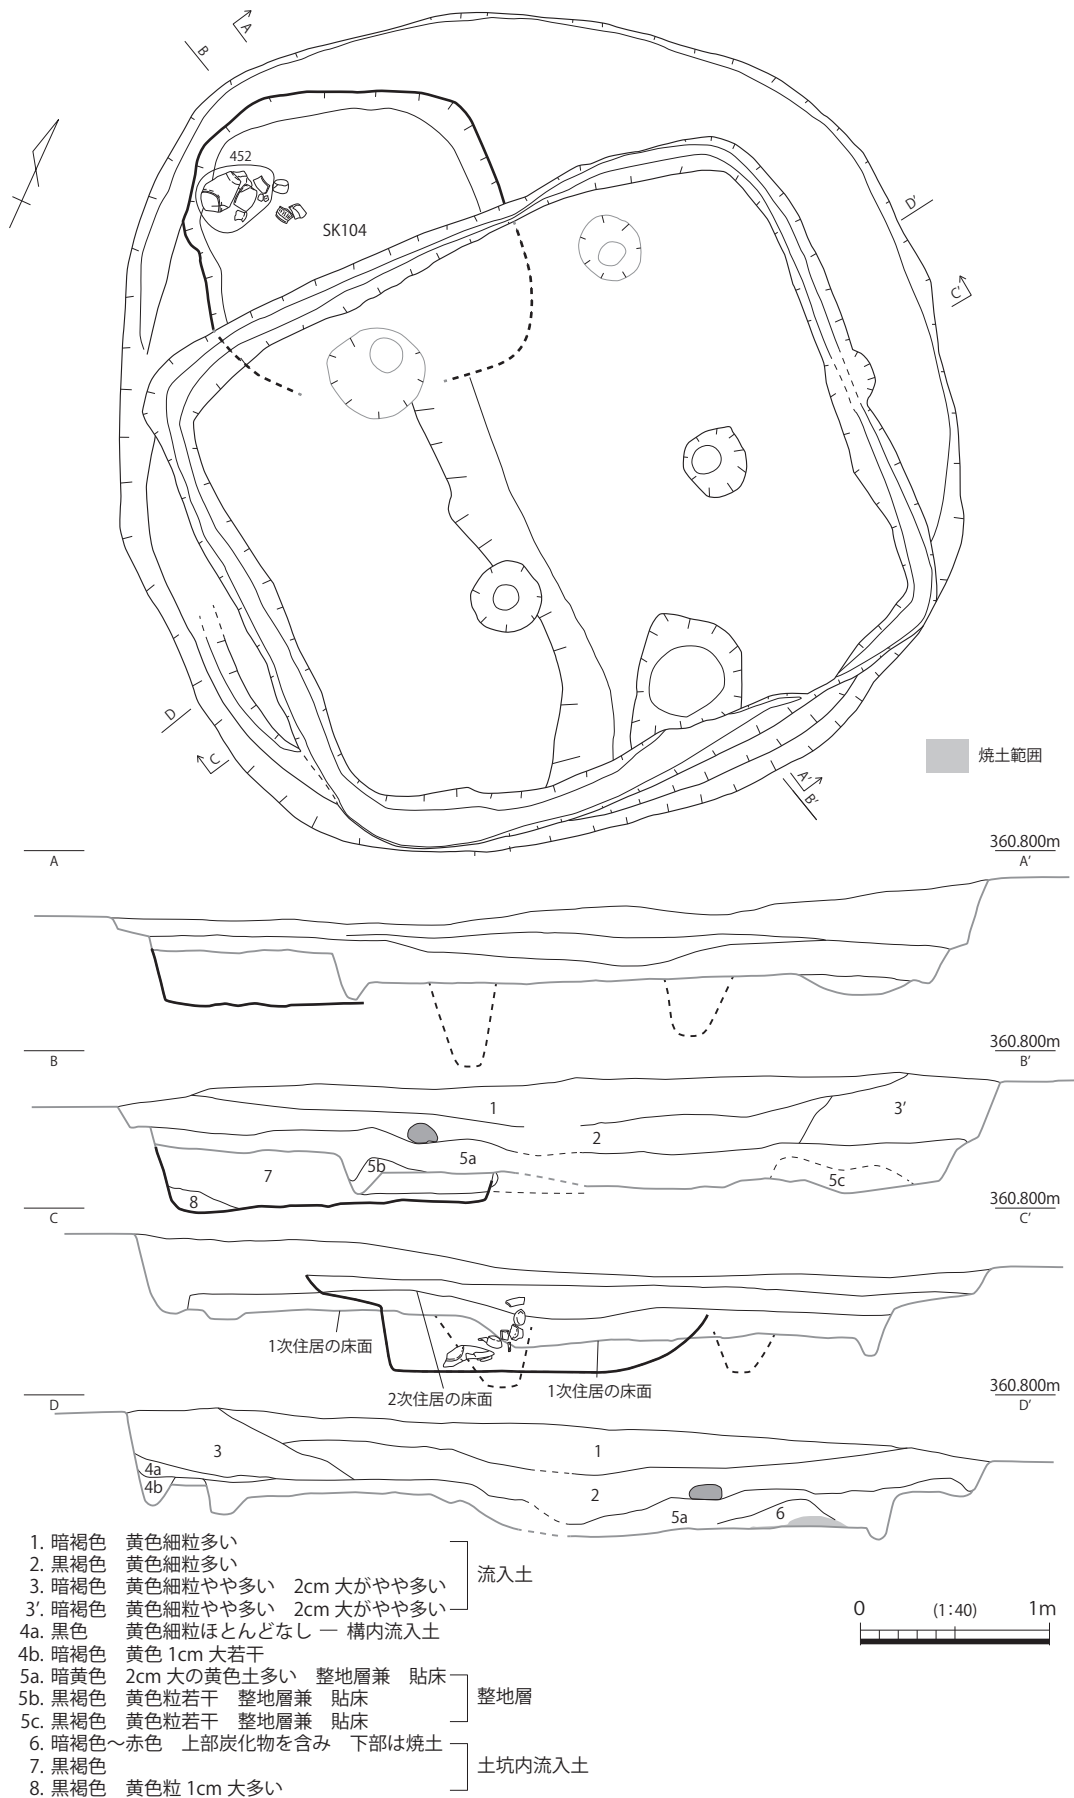 A
B
452
SK104
D'
C'
D
C
A'
B'
焼土範囲
A
360.800m
A'
B
360.800m
B'
1
2
3'
5a
5b
5c
7
8
C
360.800m
C'
1次住居の床面
2次住居の床面
1次住居の床面
D
360.800m
D'
3
1
4a
4b
2
5a
6
1. 暗褐色 黄色細粒多い
2. 黒褐色 黄色細粒多い
3. 暗褐色 黄色細粒やや多い 2cm 大がやや多い
3'. 暗褐色 黄色細粒やや多い 2cm 大がやや多い
流入土
4a. 黒色 黄色細粒ほとんどなし ― 構内流入土
4b. 暗褐色 黄色 1cm 大若干
5a. 暗黄色 2cm 大の黄色土多い 整地層兼 貼床
5b. 黒褐色 黄色粒若干 整地層兼 貼床
5c. 黒褐色 黄色粒若干 整地層兼 貼床
整地層
6. 暗褐色～赤色 上部炭化物を含み 下部は焼土
7. 黒褐色
8. 黒褐色 黄色粒 1cm 大多い
土坑内流入土
0 (1:40) 1m